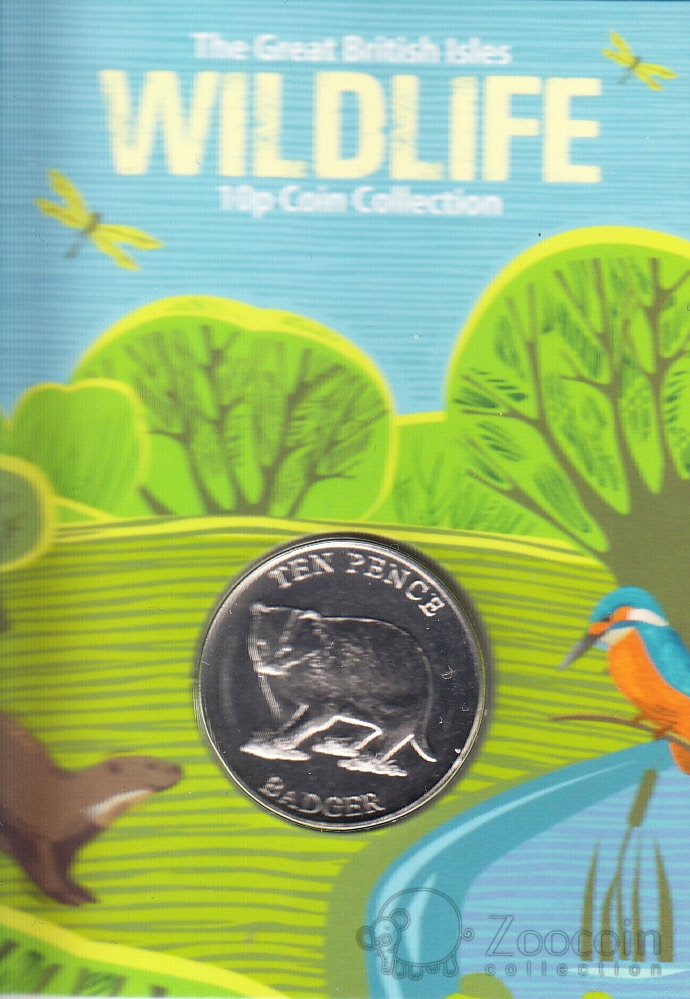 The Great British Isles
WILDLIFE
10p Coin Collection
TEN PENCE
BADGER
Zoocoin
collection